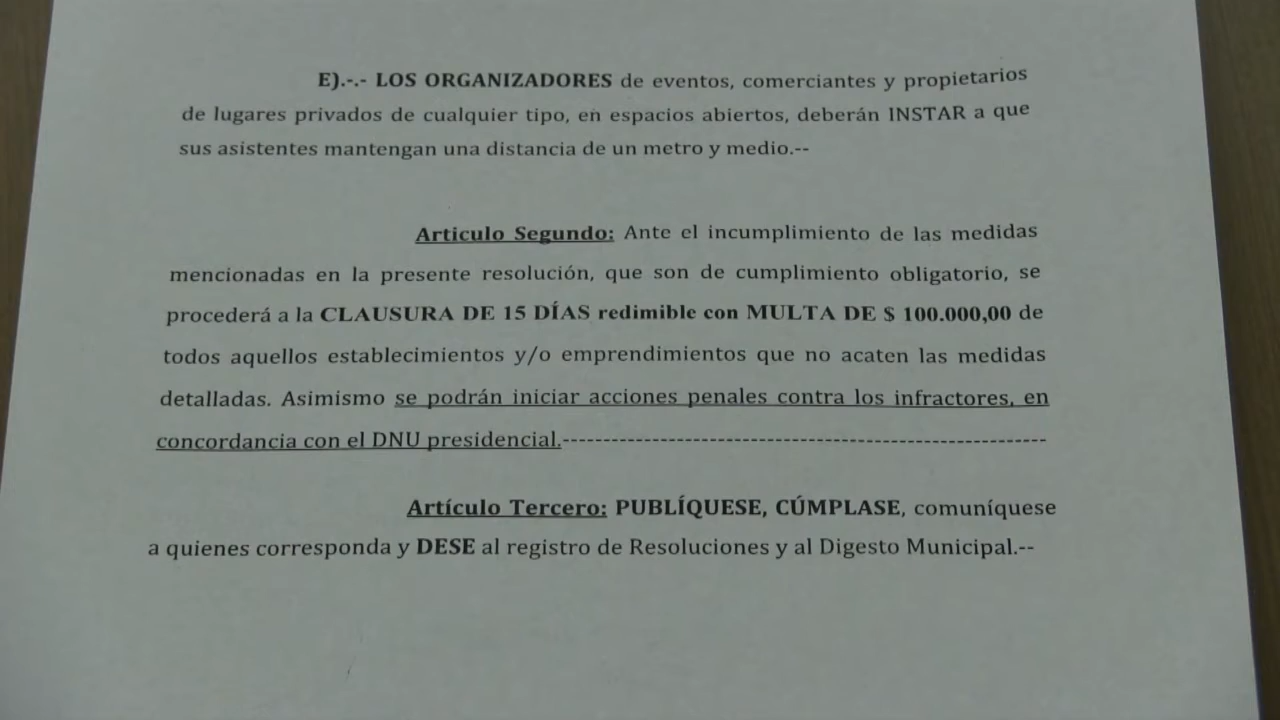 E).-.- LOS ORGANIZADORES de eventos, comerciantes y propietarios
de lugares privados de cualquier tipo, en espacios abiertos, deberán INSTAR a que
sus asistentes mantengan una distancia de un metro y medio.--
Articulo Segundo: Ante el incumplimiento de las medidas
mencionadas en la presente resolución, que son de cumplimiento obligatorio, se
procederá a la CLAUSURA DE 15 DÍAS redimible con MULTA DE $ 100.000,00 de
todos aquellos establecimientos y/o emprendimientos que no acaten las medidas
detalladas. Asimismo se podrán iniciar acciones penales contra los infractores, en
concordancia con el DNU presidencial.------------------------------------------------------------
Artículo Tercero: PUBLÍQUESE, CÚMPLASE, comuníquese
a quienes corresponda y DESE al registro de Resoluciones y al Digesto Municipal.--